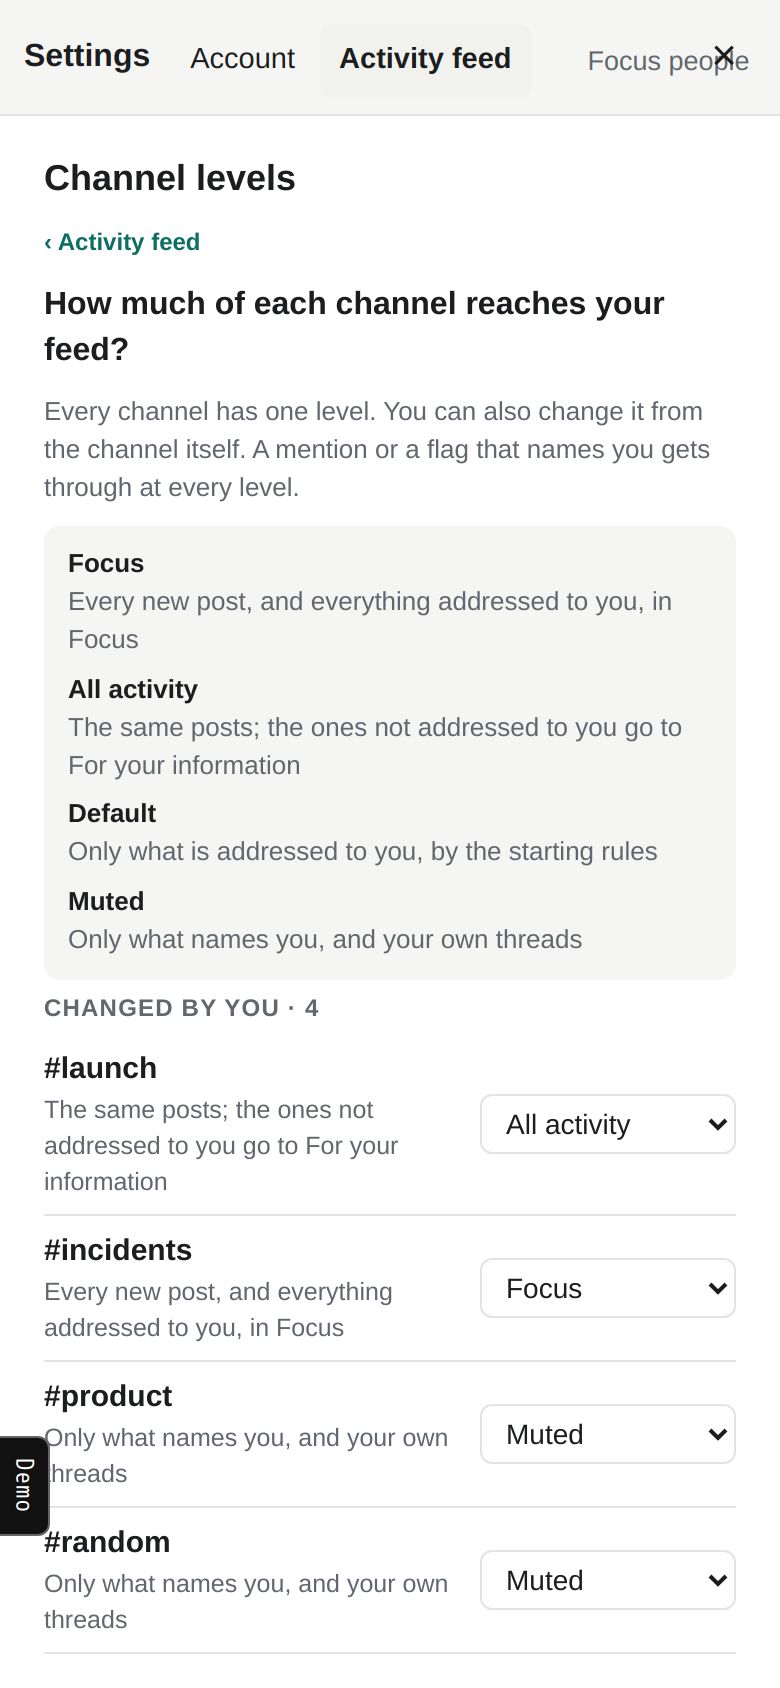 Settings
Account
Activity feed
Focus people
Channel levels
‹ Activity feed
How much of each channel reaches your
feed?
Every channel has one level. You can also change it from
the channel itself. A mention or a flag that names you gets
through at every level.
Focus
Every new post, and everything addressed to you, in
Focus
All activity
The same posts; the ones not addressed to you go to
For your information
Default
Only what is addressed to you, by the starting rules
Muted
Only what names you, and your own threads
CHANGED BY YOU · 4
#launch
The same posts; the ones not
addressed to you go to For your
information
All activity
#incidents
Every new post, and everything
addressed to you, in Focus
Focus
#product
Only what names you, and your own
threads
Muted
Demo
#random
Only what names you, and your own
threads
Muted